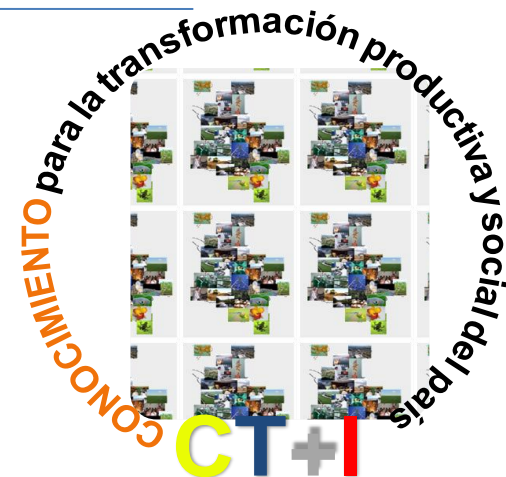 CONOCIMIENTO para la transformación productiva y social del país
CT+I